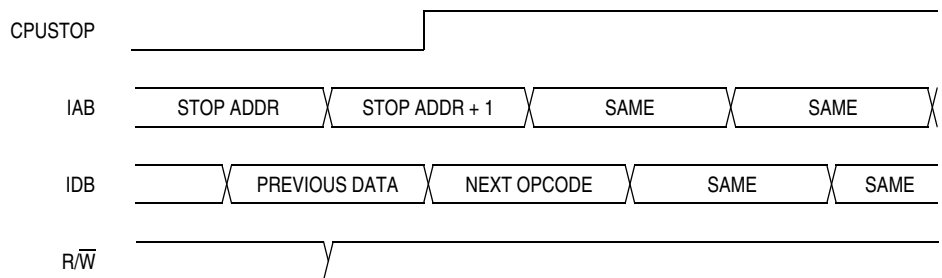 CPUSTOP
IAB STOP ADDR STOP ADDR + 1 SAME SAME
IDB PREVIOUS DATA NEXT OPCODE SAME SAME
R/W̅